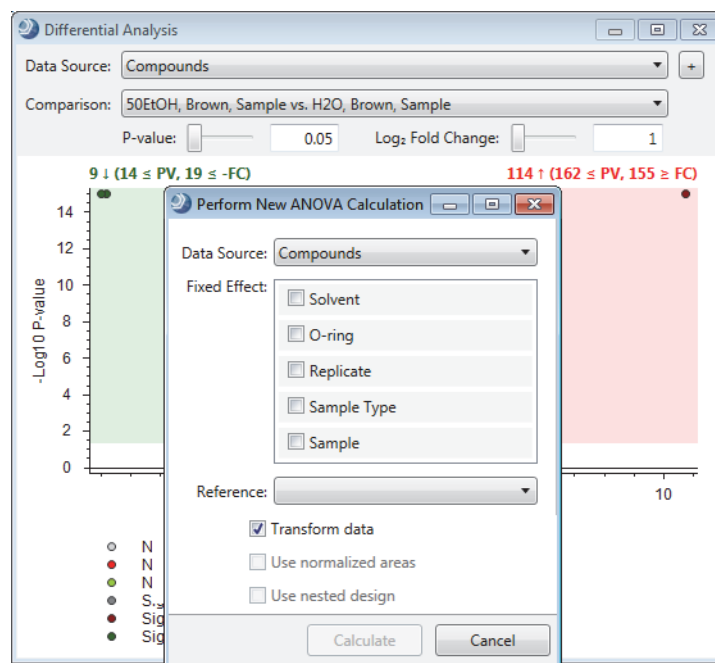 Differential Analysis
Data Source: Compounds +
Comparison: 50EtOH, Brown, Sample vs. H2O, Brown, Sample
P-value: 0.05 Log₂ Fold Change: 1
9 ↓ (14 ≤ PV, 19 ≤ -FC) 114 ↑ (162 ≤ PV, 155 ≥ FC)
-Log10 P-value
14
12
10
8
6
4
2
0
10
N
N
N
Sig
Sig
Perform New ANOVA Calculation
Data Source: Compounds
Fixed Effect:
Solvent
O-ring
Replicate
Sample Type
Sample
Reference:
Transform data
Use normalized areas
Use nested design
Calculate Cancel